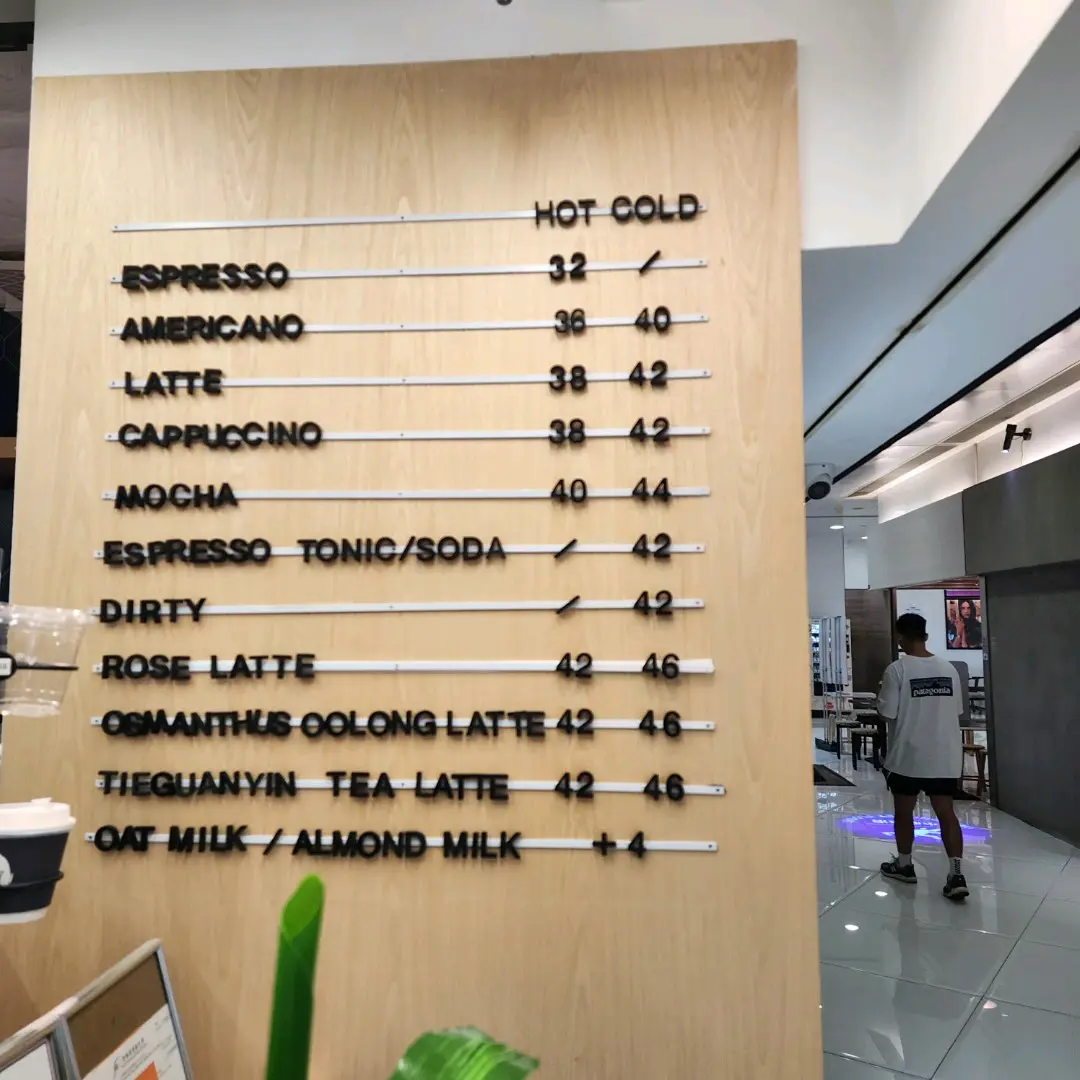 HOT COLD
ESPRESSO 32 /
AMERICANO 36 40
LATTE 38 42
CAPPUCCINO 38 42
MOCHA 40 44
ESPRESSO TONIC/SODA / 42
DIRTY / 42
ROSE LATTE 42 46
OSMANTHUS OOLONG LATTE 42 46
TIEGUANYIN TEA LATTE 42 46
OAT MILK / ALMOND MILK + 4
patagonia